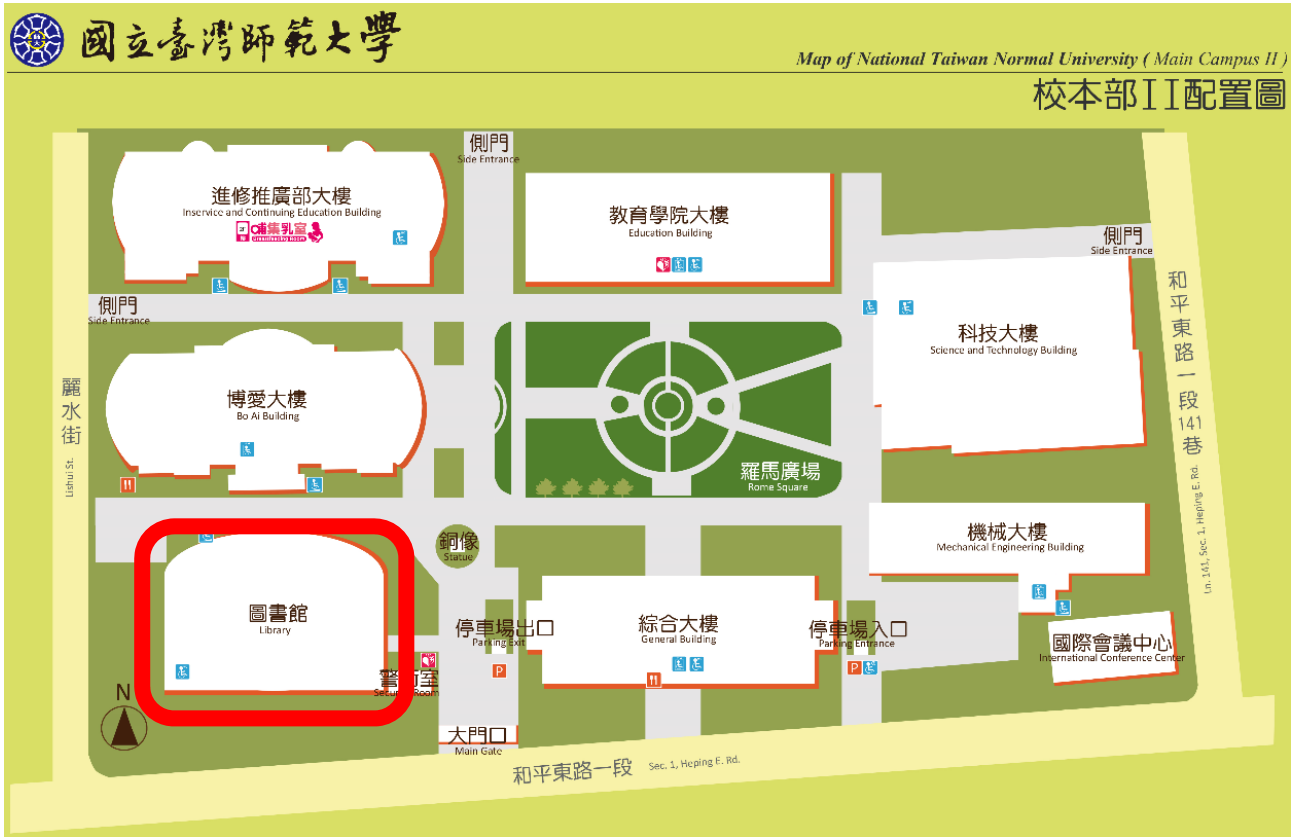 國立臺灣師範大學
Map of National Taiwan Normal University ( Main Campus II )
校本部II配置圖
側門
Side Entrance
進修推廣部大樓
Inservice and Continuing Education Building
哺集乳室
Breastfeeding Room
教育學院大樓
Education Building
側門
Side Entrance
側門
Side Entrance
科技大樓
Science and Technology Building
和平東路一段141巷
Ln. 141, Sec. 1, Heping E. Rd.
麗水街
Lishui St.
博愛大樓
Bo Ai Building
羅馬廣場
Rome Square
銅像
Statue
機械大樓
Mechanical Engineering Building
圖書館
Library
停車場出口
Parking Exit
P
綜合大樓
General Building
停車場入口
Parking Entrance
P
國際會議中心
International Conference Center
警衛室
Security Room
N
大門口
Main Gate
和平東路一段 Sec. 1, Heping E. Rd.